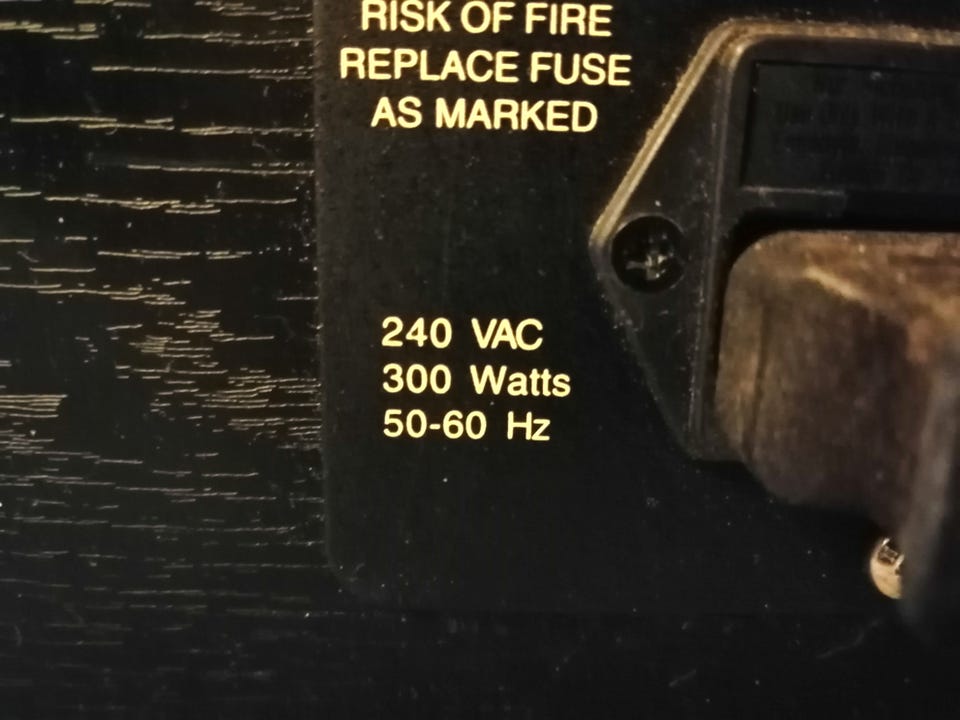 RISK OF FIRE
REPLACE FUSE
AS MARKED
240 VAC
300 Watts
50-60 Hz